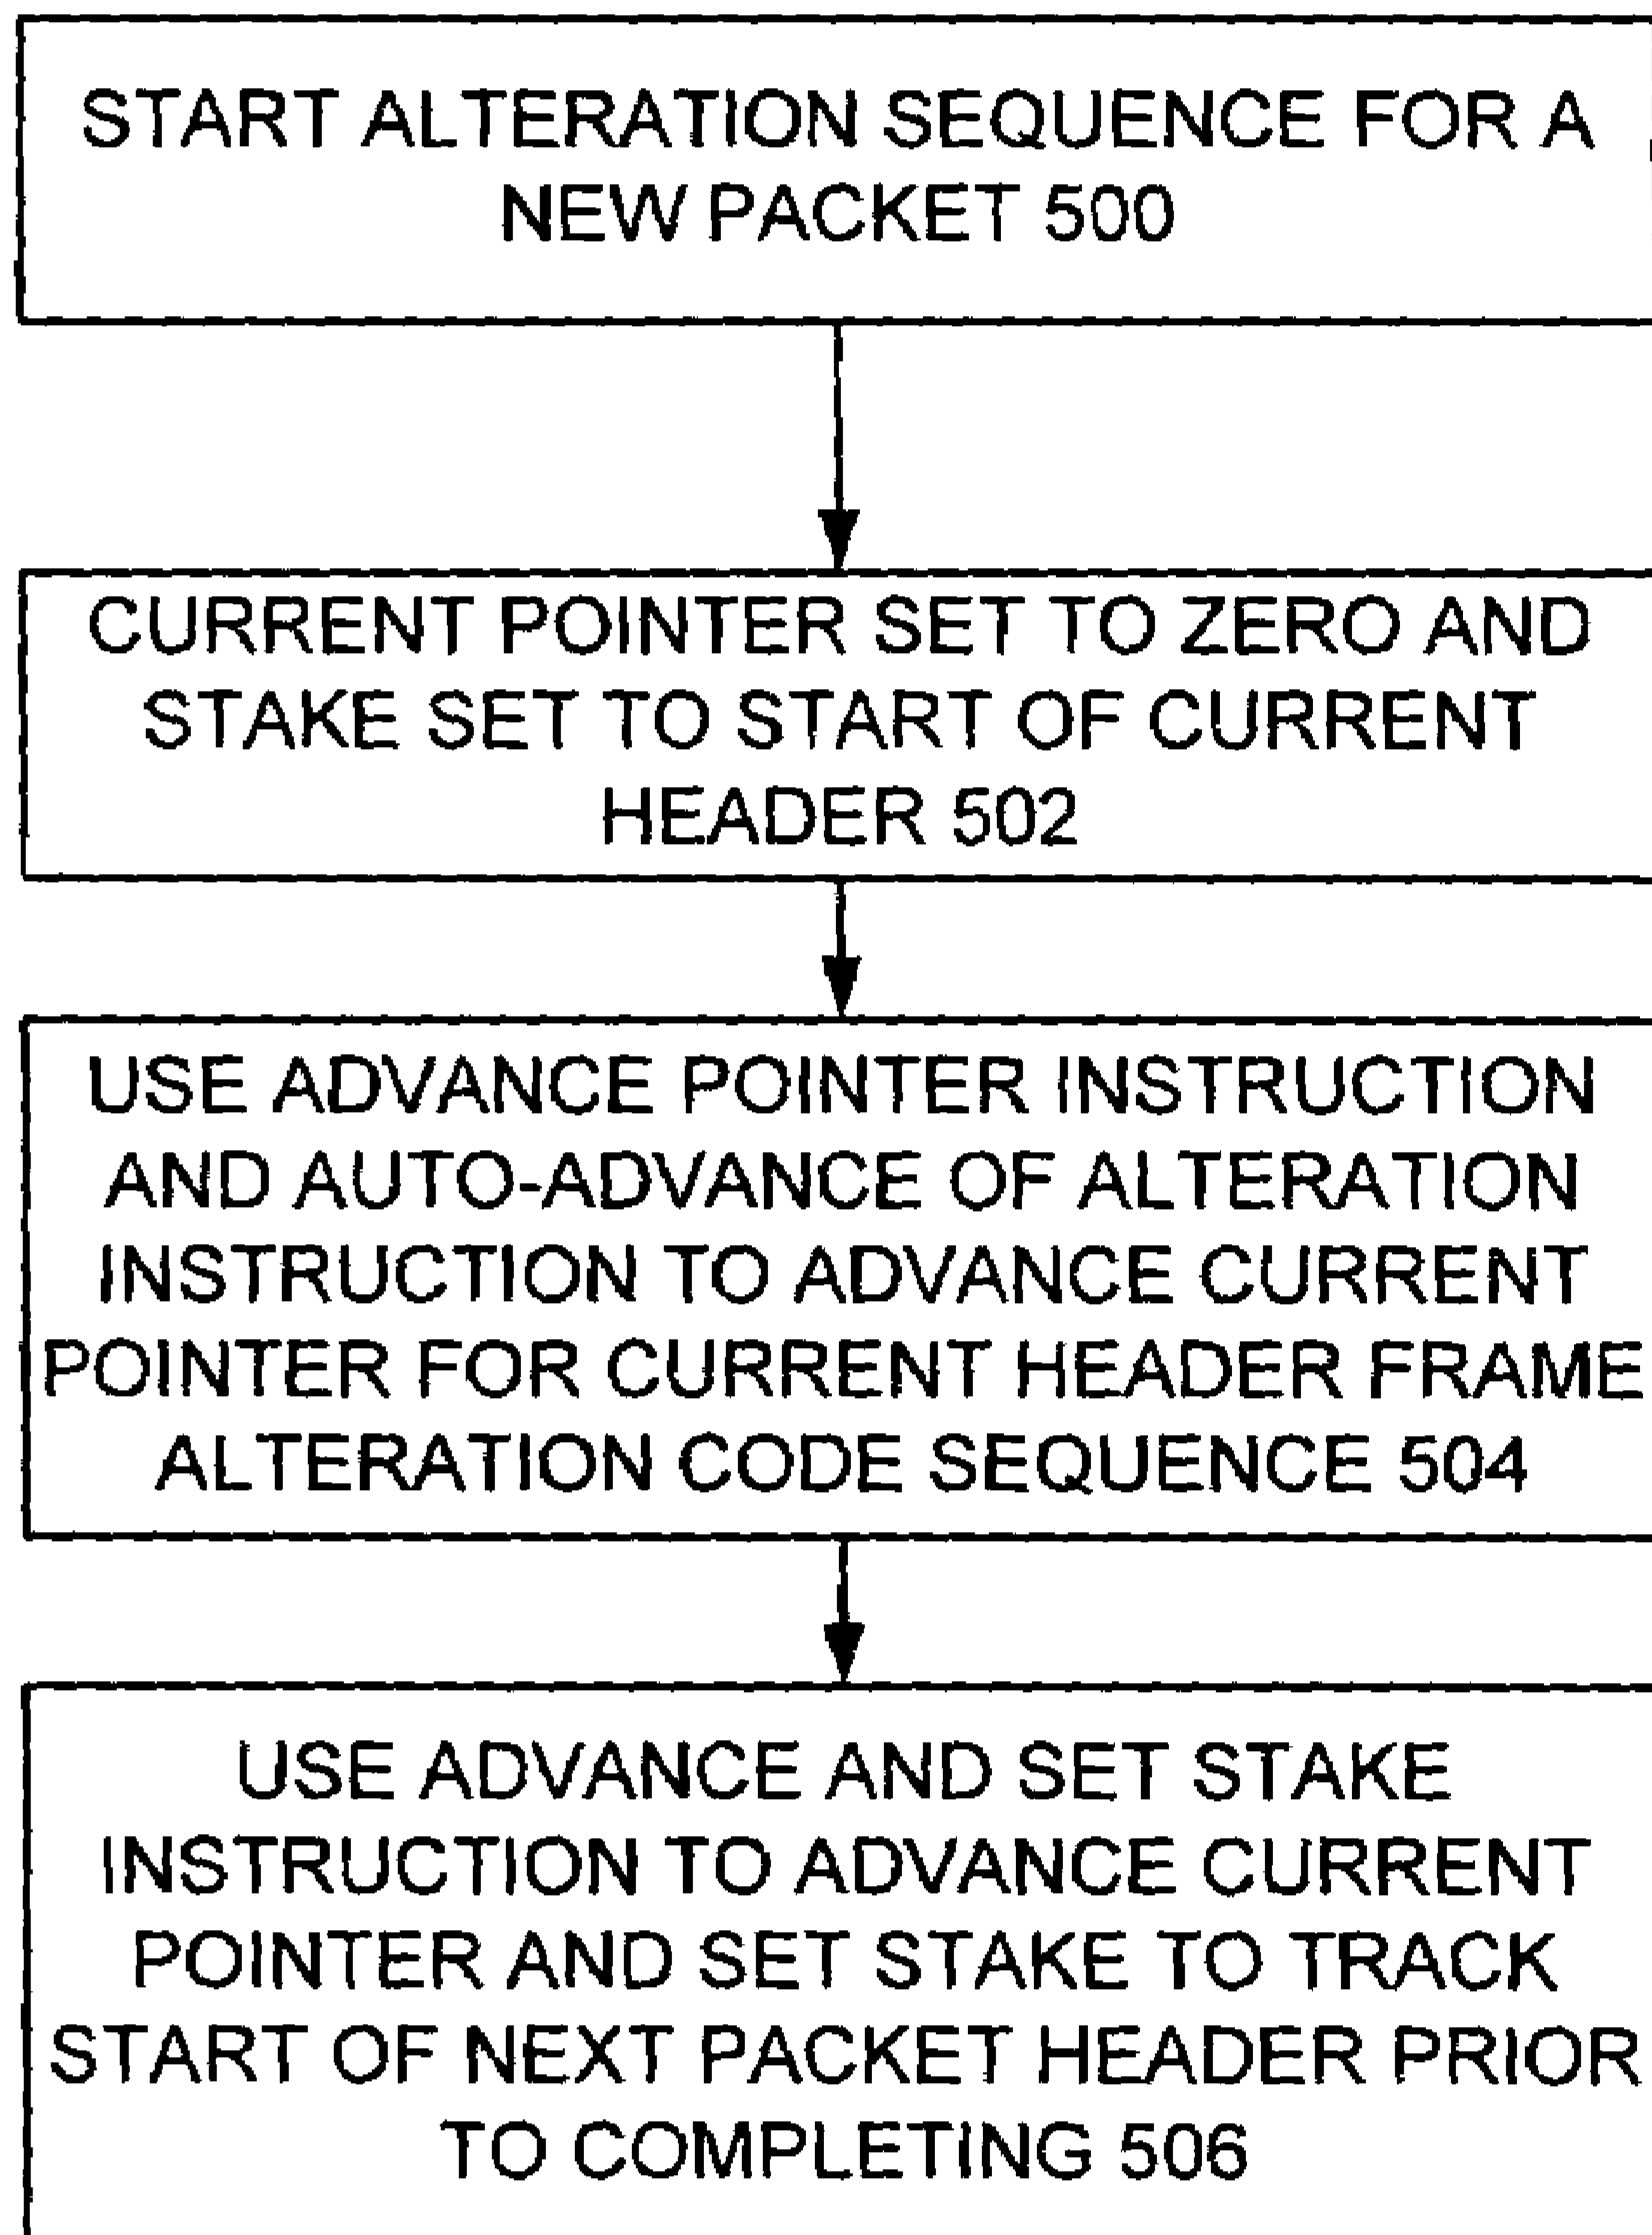 START ALTERATION SEQUENCE FOR A
NEW PACKET 500
CURRENT POINTER SET TO ZERO AND
STAKE SET TO START OF CURRENT
HEADER 502
USE ADVANCE POINTER INSTRUCTION
AND AUTO-ADVANCE OF ALTERATION
INSTRUCTION TO ADVANCE CURRENT
POINTER FOR CURRENT HEADER FRAME
ALTERATION CODE SEQUENCE 504
USE ADVANCE AND SET STAKE
INSTRUCTION TO ADVANCE CURRENT
POINTER AND SET STAKE TO TRACK
START OF NEXT PACKET HEADER PRIOR
TO COMPLETING 506